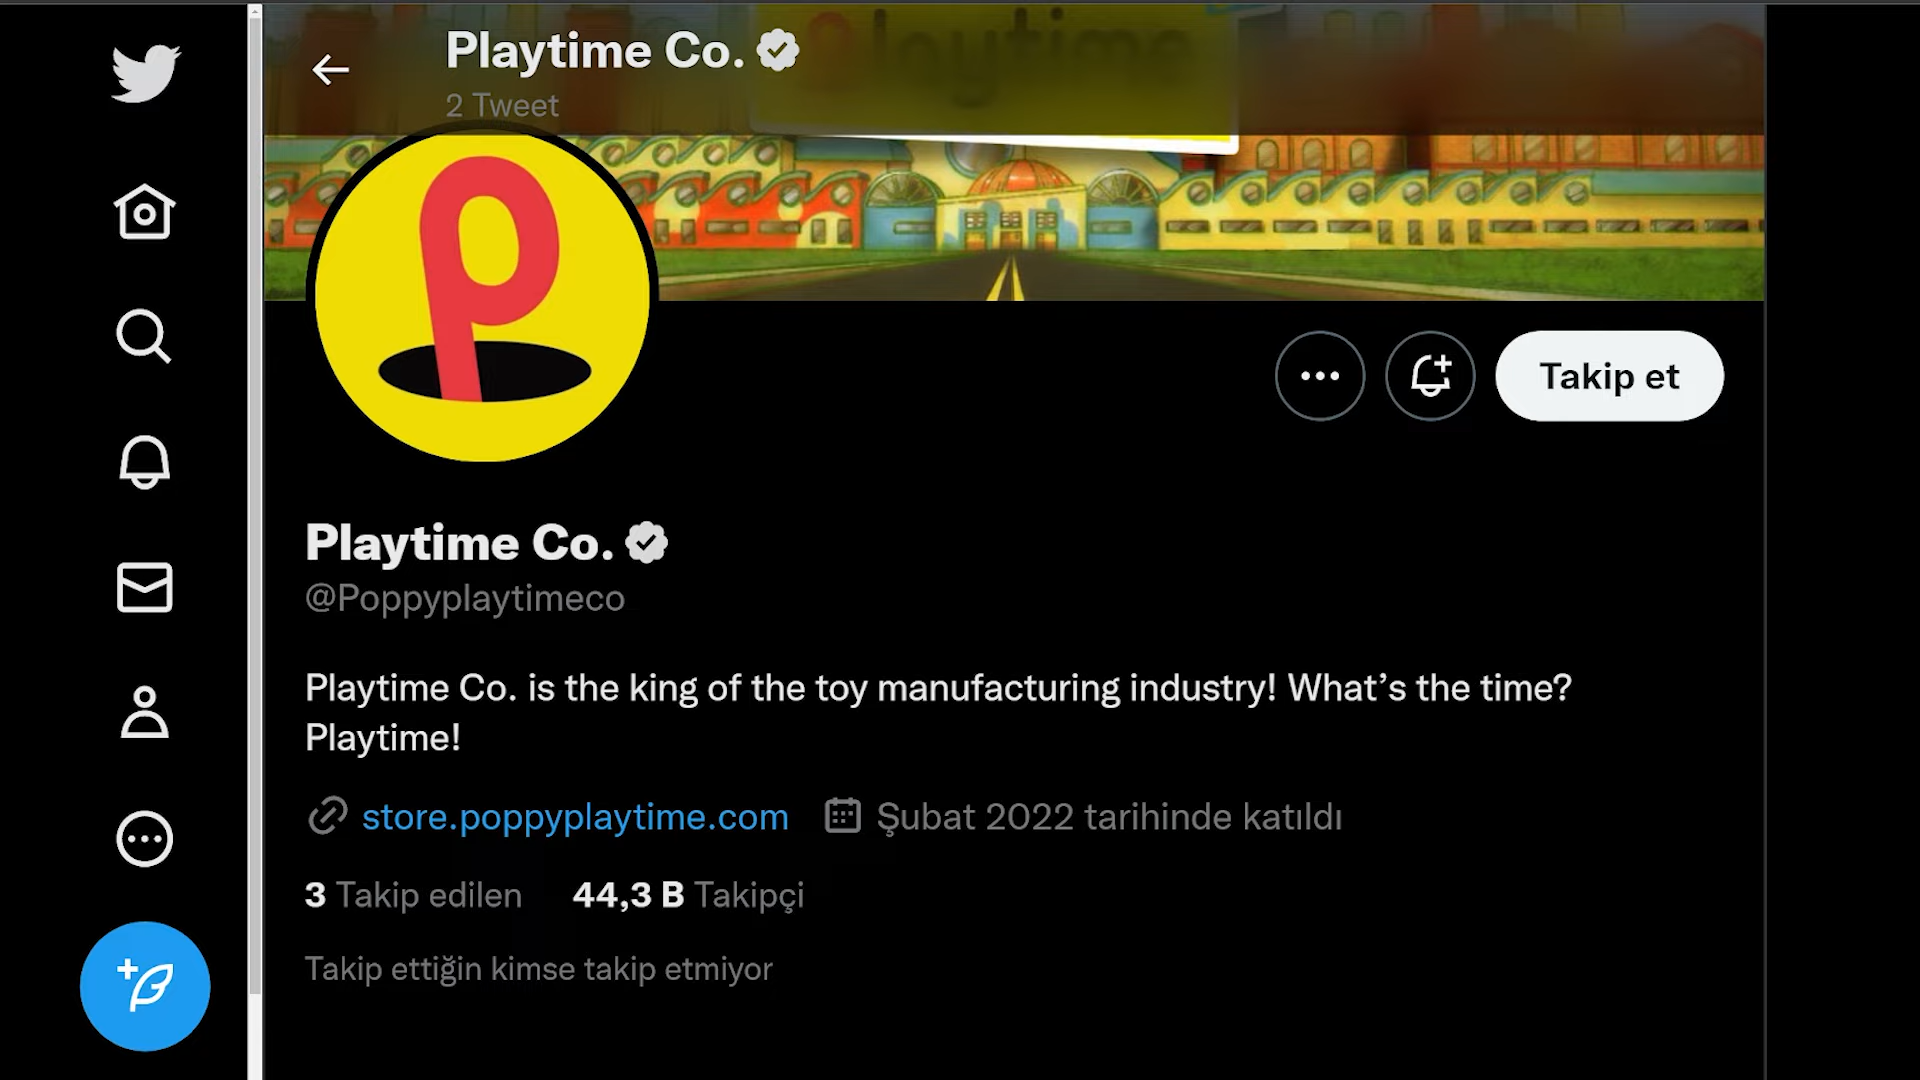 Playtime Co.
2 Tweet
Playtime
Takip et
Playtime Co.
@Poppyplaytimeco
Playtime Co. is the king of the toy manufacturing industry! What’s the time?
Playtime!
store.poppyplaytime.com Şubat 2022 tarihinde katıldı
3 Takip edilen 44,3 B Takipçi
Takip ettiğin kimse takip etmiyor